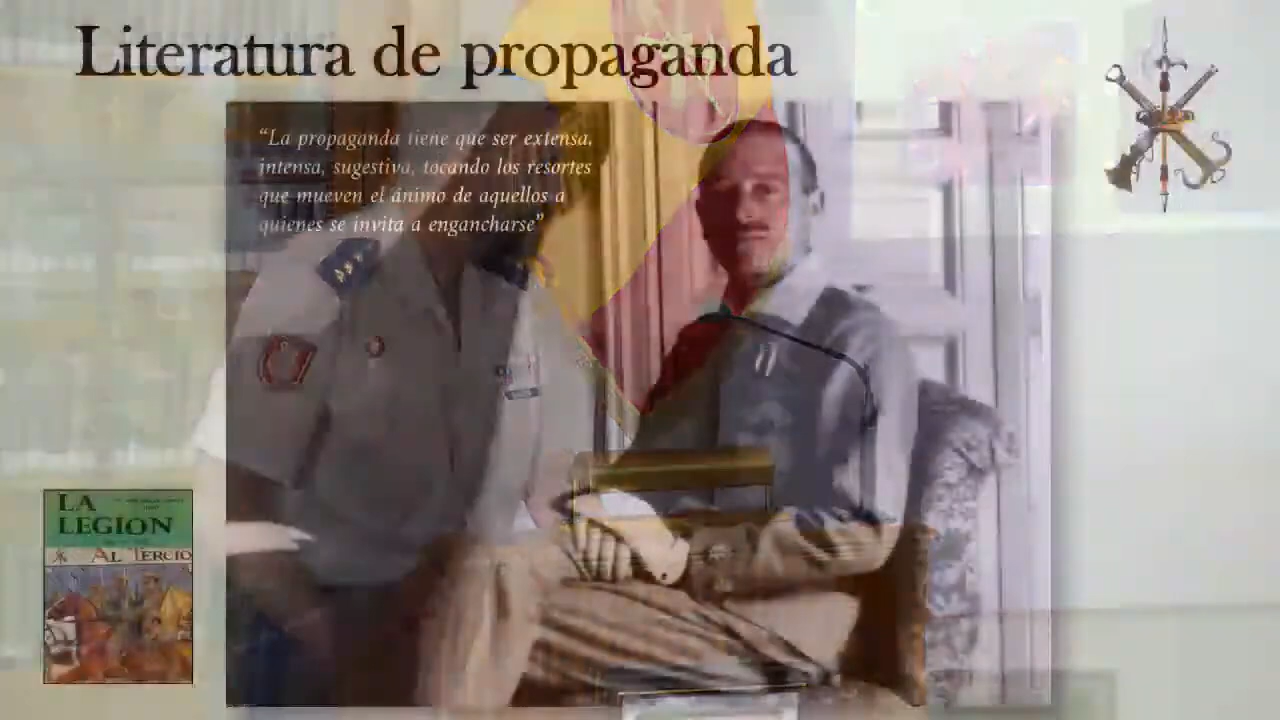 Literatura de propaganda
“La propaganda tiene que ser extensa,
intensa, sugestiva, tocando los resortes
que mueven el ánimo de aquellos a
quienes se invita a engancharse”
LA
LEGION
AL TERCIO